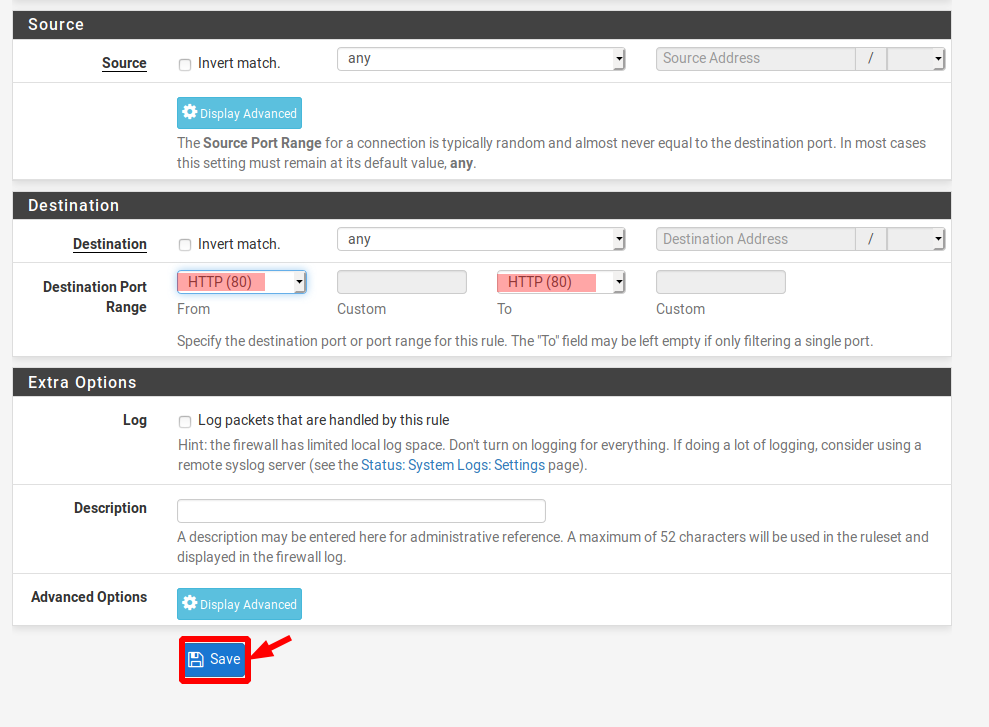 Source
Source Invert match. any Source Address /
Display Advanced
The Source Port Range for a connection is typically random and almost never equal to the destination port. In most cases
this setting must remain at its default value, any.
Destination
Destination Invert match. any Destination Address /
Destination Port
Range
HTTP (80) HTTP (80)
From Custom To Custom
Specify the destination port or port range for this rule. The "To" field may be left empty if only filtering a single port.
Extra Options
Log Log packets that are handled by this rule
Hint: the firewall has limited local log space. Don't turn on logging for everything. If doing a lot of logging, consider using a
remote syslog server (see the Status: System Logs: Settings page).
Description
A description may be entered here for administrative reference. A maximum of 52 characters will be used in the ruleset and
displayed in the firewall log.
Advanced Options Display Advanced
Save